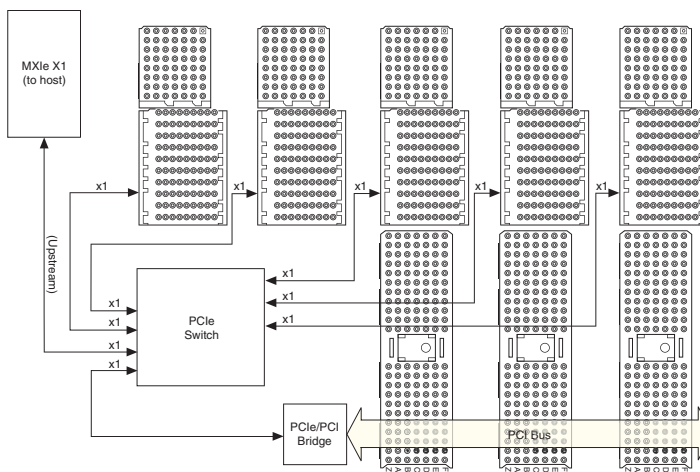 MXIe X1
(to host)
x1
x1
x1
x1
x1
(Upstream)
x1
x1
x1
x1
x1
x1
x1
PCIe
Switch
PCIe/PCI
Bridge
PCI Bus
Z A B C D E F
Z A B C D E F
Z A B C D E F